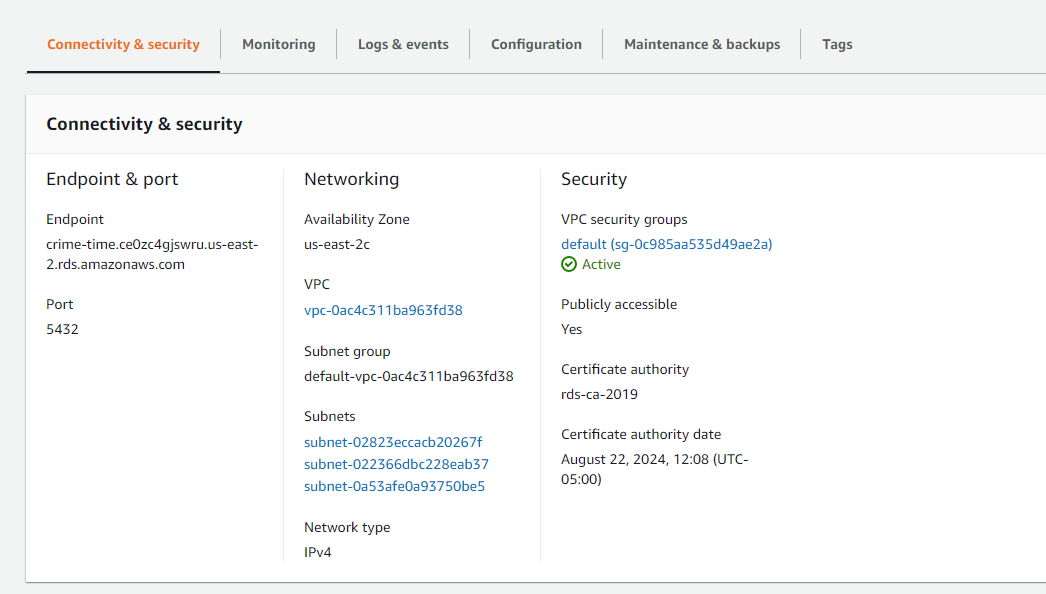 Connectivity & security
Monitoring
Logs & events
Configuration
Maintenance & backups
Tags
Connectivity & security
Endpoint & port
Endpoint
crime-time.ce0zc4gjswru.us-east-
2.rds.amazonaws.com
Port
5432
Networking
Availability Zone
us-east-2c
VPC
vpc-0ac4c311ba963fd38
Subnet group
default-vpc-0ac4c311ba963fd38
Subnets
subnet-02823eccacb20267f
subnet-022366dbc228eab37
subnet-0a53afe0a93750be5
Network type
IPv4
Security
VPC security groups
default (sg-0c985aa535d49ae2a)
Active
Publicly accessible
Yes
Certificate authority
rds-ca-2019
Certificate authority date
August 22, 2024, 12:08 (UTC-
05:00)